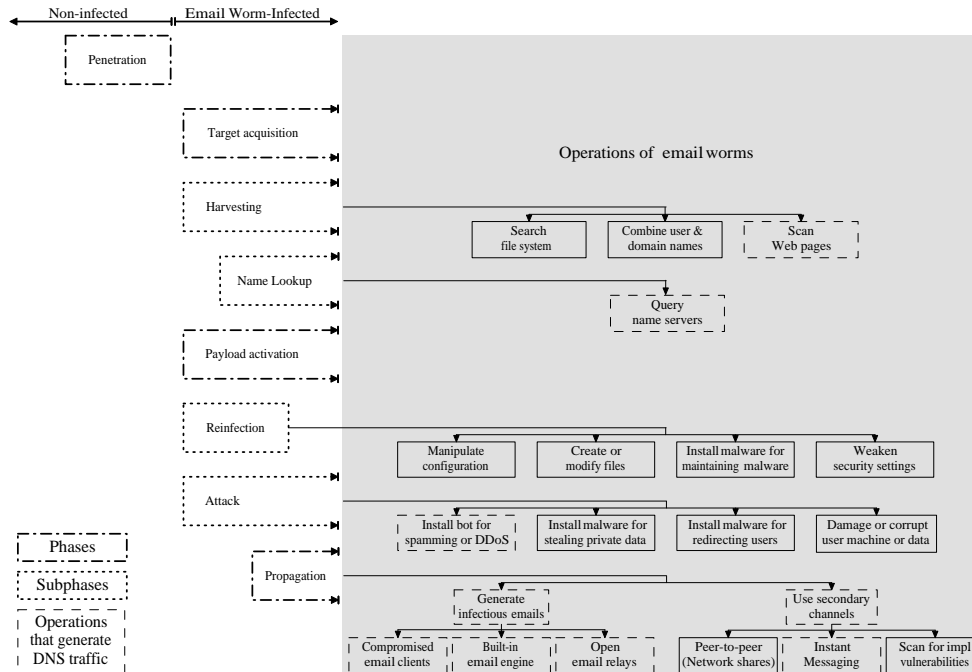 Non-infected
Email Worm-Infected
Penetration
Target acquisition
Operations of email worms
Harvesting
Search
file system
Combine user &
domain names
Scan
Web pages
Name Lookup
Query
name servers
Payload activation
Reinfection
Manipulate
configuration
Create or
modify files
Install malware for
maintaining malware
Weaken
security settings
Attack
Install bot for
spamming or DDoS
Install malware for
stealing private data
Install malware for
redirecting users
Damage or corrupt
user machine or data
Phases
Subphases
Operations
that generate
DNS traffic
Propagation
Generate
infectious emails
Use secondary
channels
Compromised
email clients
Built-in
email engine
Open
email relays
Peer-to-peer
(Network shares)
Instant
Messaging
Scan for
vulnerabilities